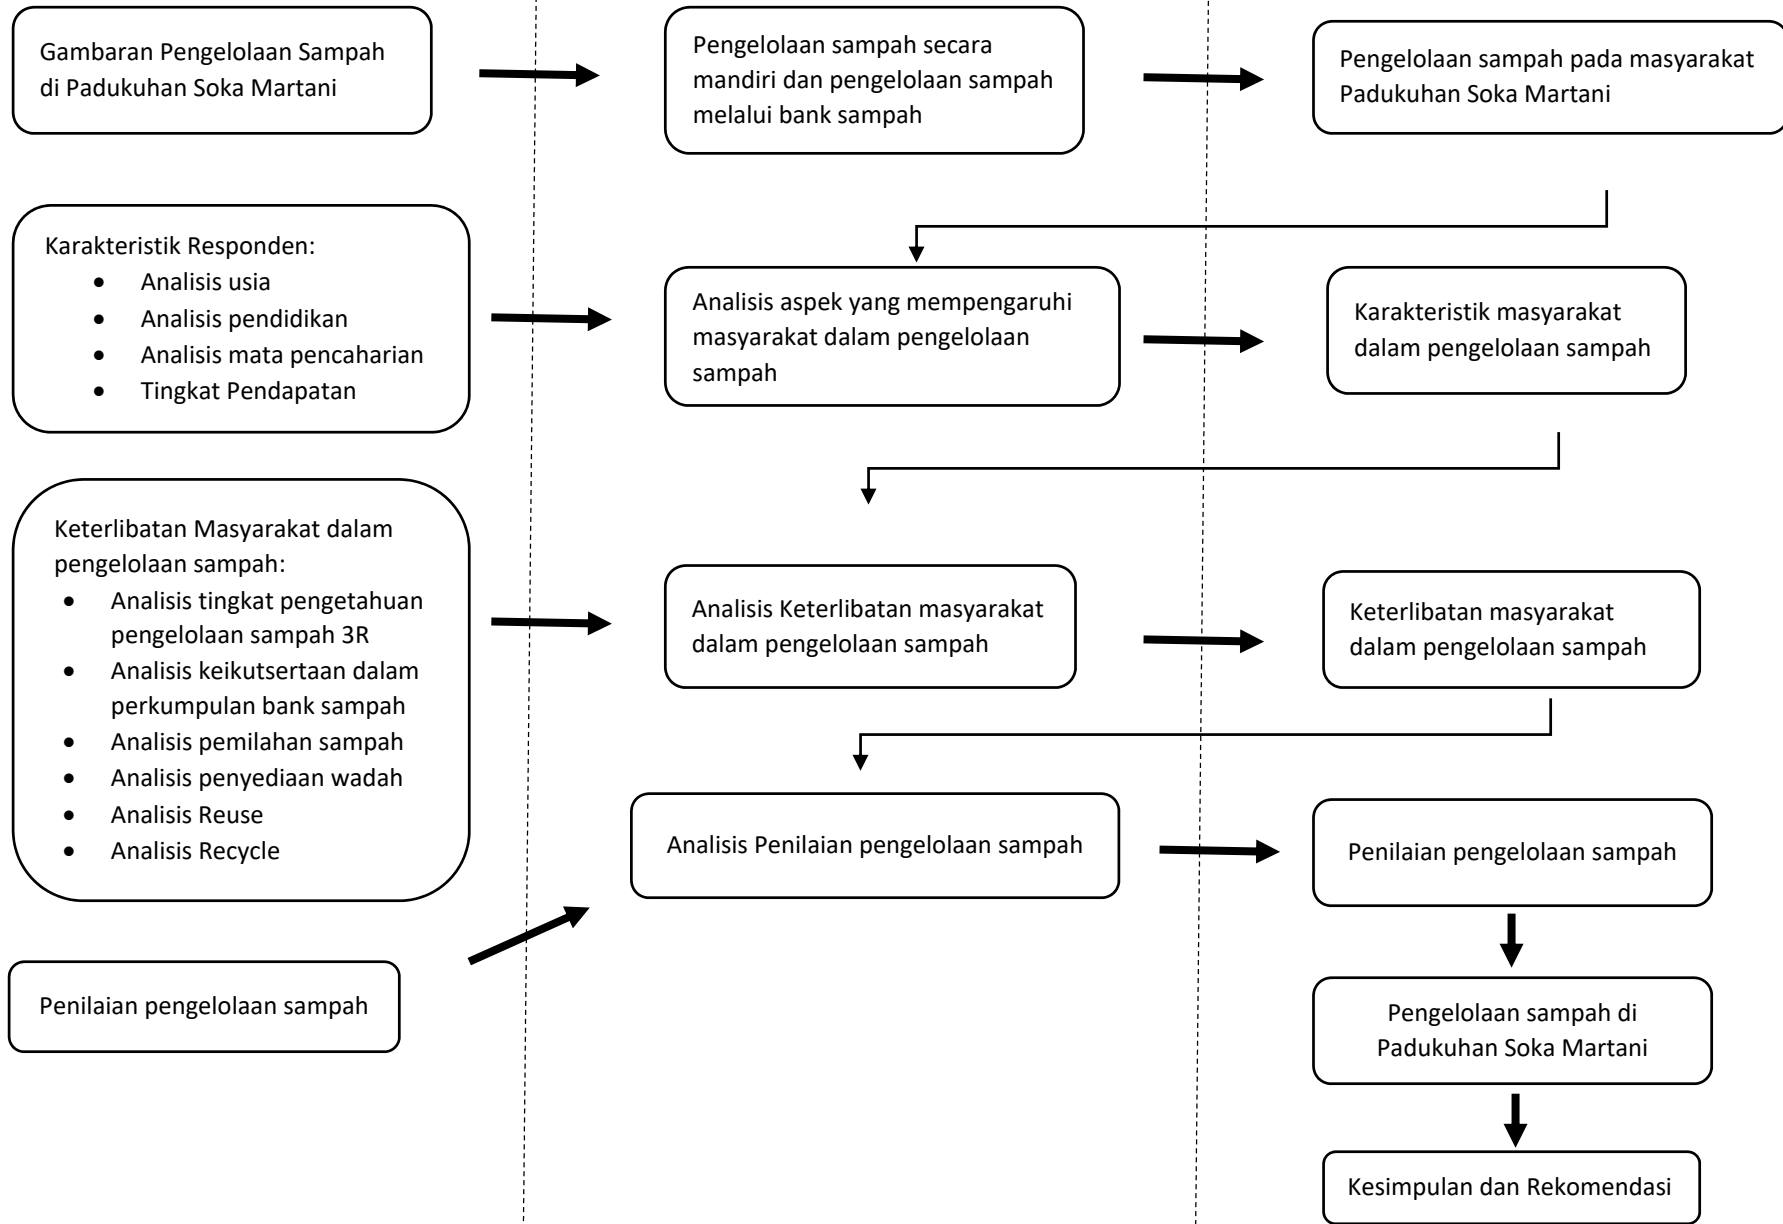 Gambaran Pengelolaan Sampah
di Padukuhan Soka Martani
Pengelolaan sampah secara
mandiri dan pengelolaan sampah
melalui bank sampah
Pengelolaan sampah pada masyarakat
Padukuhan Soka Martani
Karakteristik Responden:
• Analisis usia
• Analisis pendidikan
• Analisis mata pencaharian
• Tingkat Pendapatan
Analisis aspek yang mempengaruhi
masyarakat dalam pengelolaan
sampah
Karakteristik masyarakat
dalam pengelolaan sampah
Keterlibatan Masyarakat dalam
pengelolaan sampah:
• Analisis tingkat pengetahuan
pengelolaan sampah 3R
• Analisis keikutsertaan dalam
perkumpulan bank sampah
• Analisis pemilahan sampah
• Analisis penyediaan wadah
• Analisis Reuse
• Analisis Recycle
Analisis Keterlibatan masyarakat
dalam pengelolaan sampah
Keterlibatan masyarakat
dalam pengelolaan sampah
Penilaian pengelolaan sampah
Analisis Penilaian pengelolaan sampah
Penilaian pengelolaan sampah
Pengelolaan sampah di
Padukuhan Soka Martani
Kesimpulan dan Rekomendasi